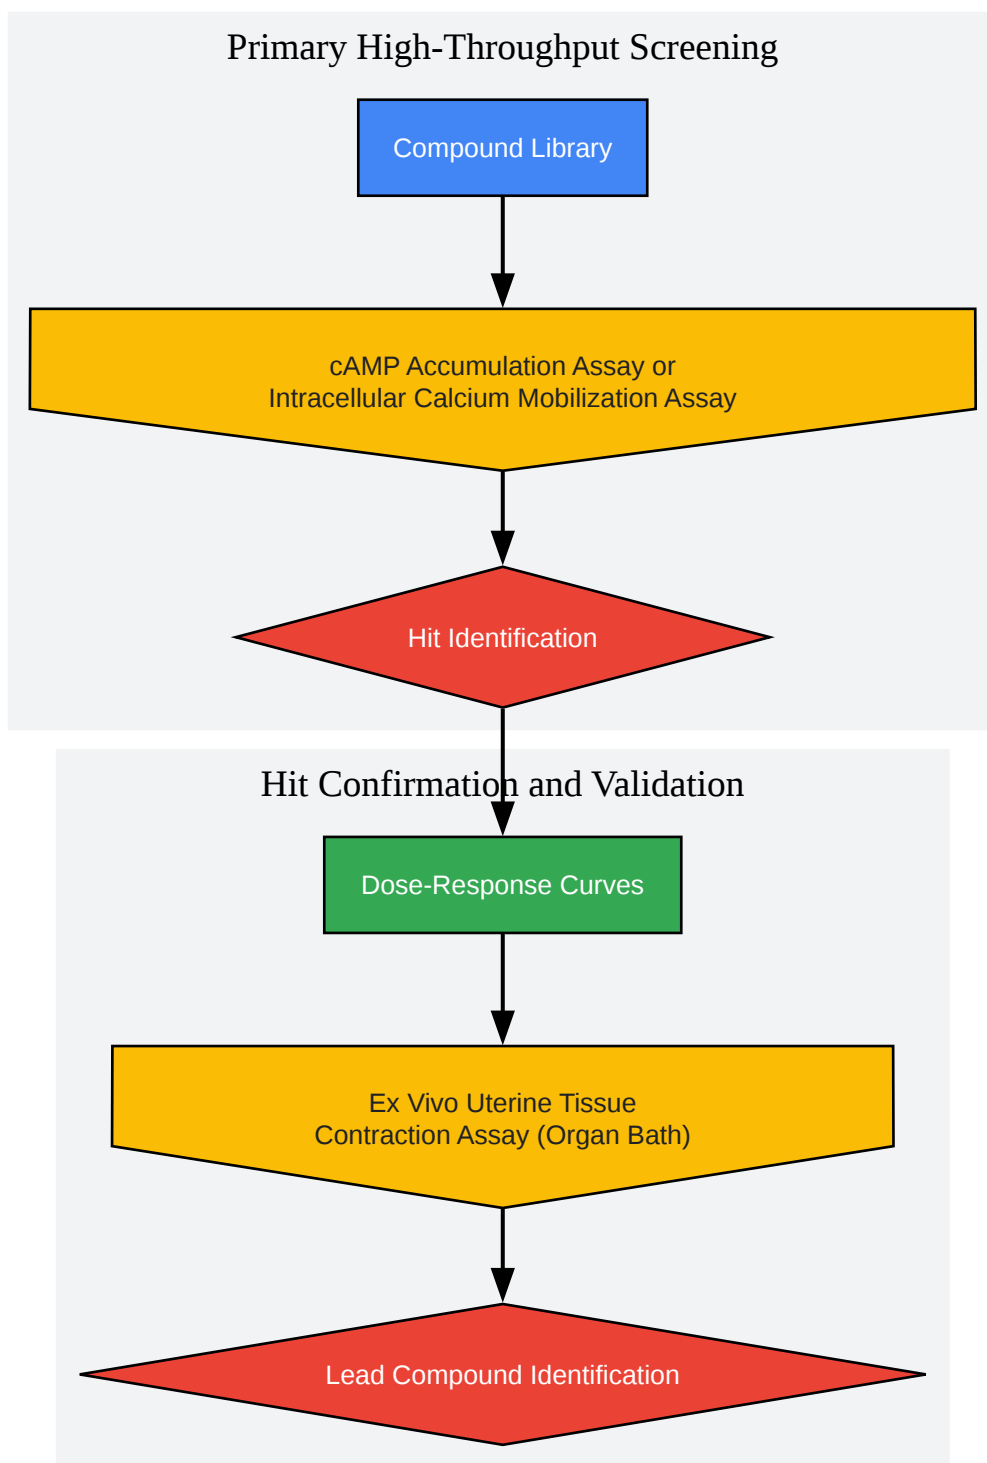 Primary High-Throughput Screening
Compound Library
cAMP Accumulation Assay or
Intracellular Calcium Mobilization Assay
Hit Identification
Hit Confirmation and Validation
Dose-Response Curves
Ex Vivo Uterine Tissue
Contraction Assay (Organ Bath)
Lead Compound Identification